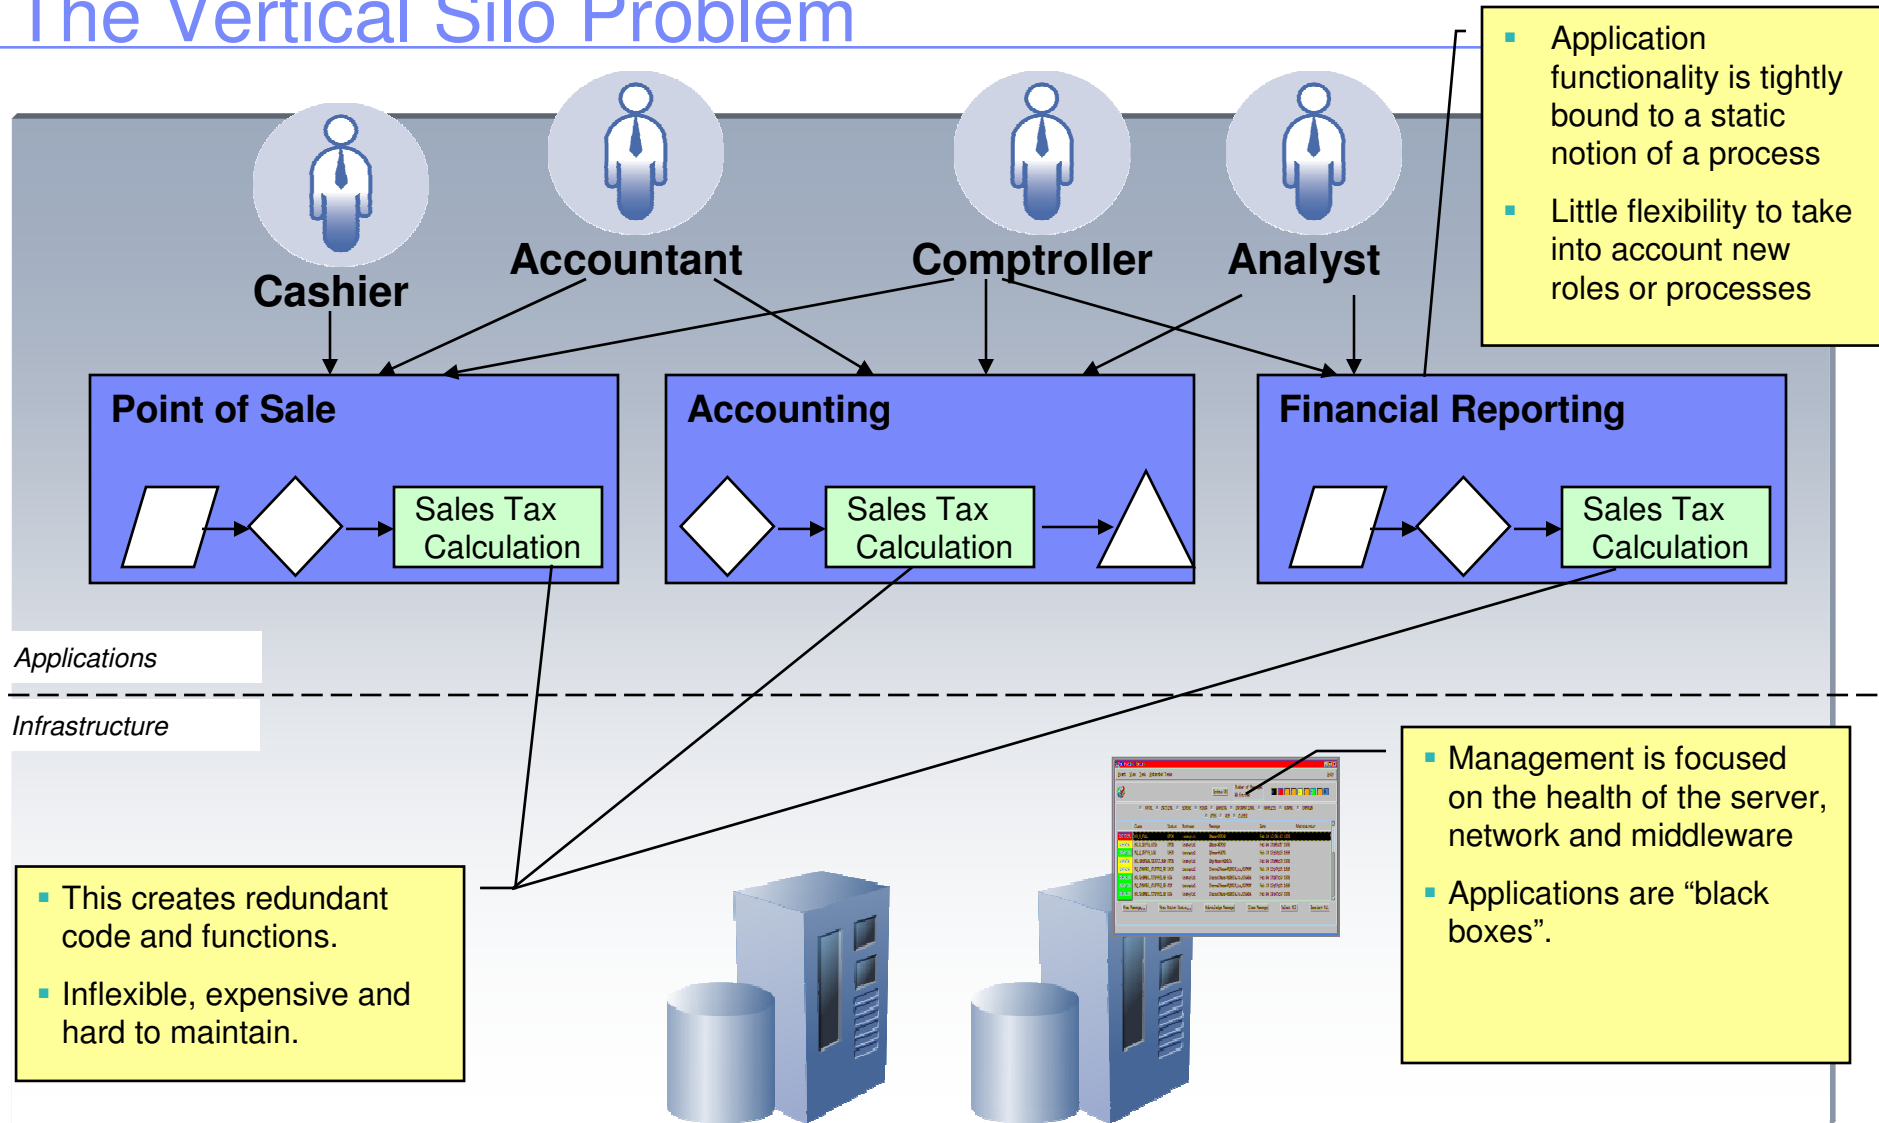 The Vertical Silo Problem
Application
functionality is tightly
bound to a static
notion of a process
Little flexibility to take
into account new
roles or processes
Cashier
Accountant
Comptroller
Analyst
Point of Sale
Sales Tax
Calculation
Accounting
Sales Tax
Calculation
Financial Reporting
Sales Tax
Calculation
Applications
Infrastructure
This creates redundant
code and functions.
Inflexible, expensive and
hard to maintain.
Management is focused
on the health of the server,
network and middleware
Applications are “black
boxes”.